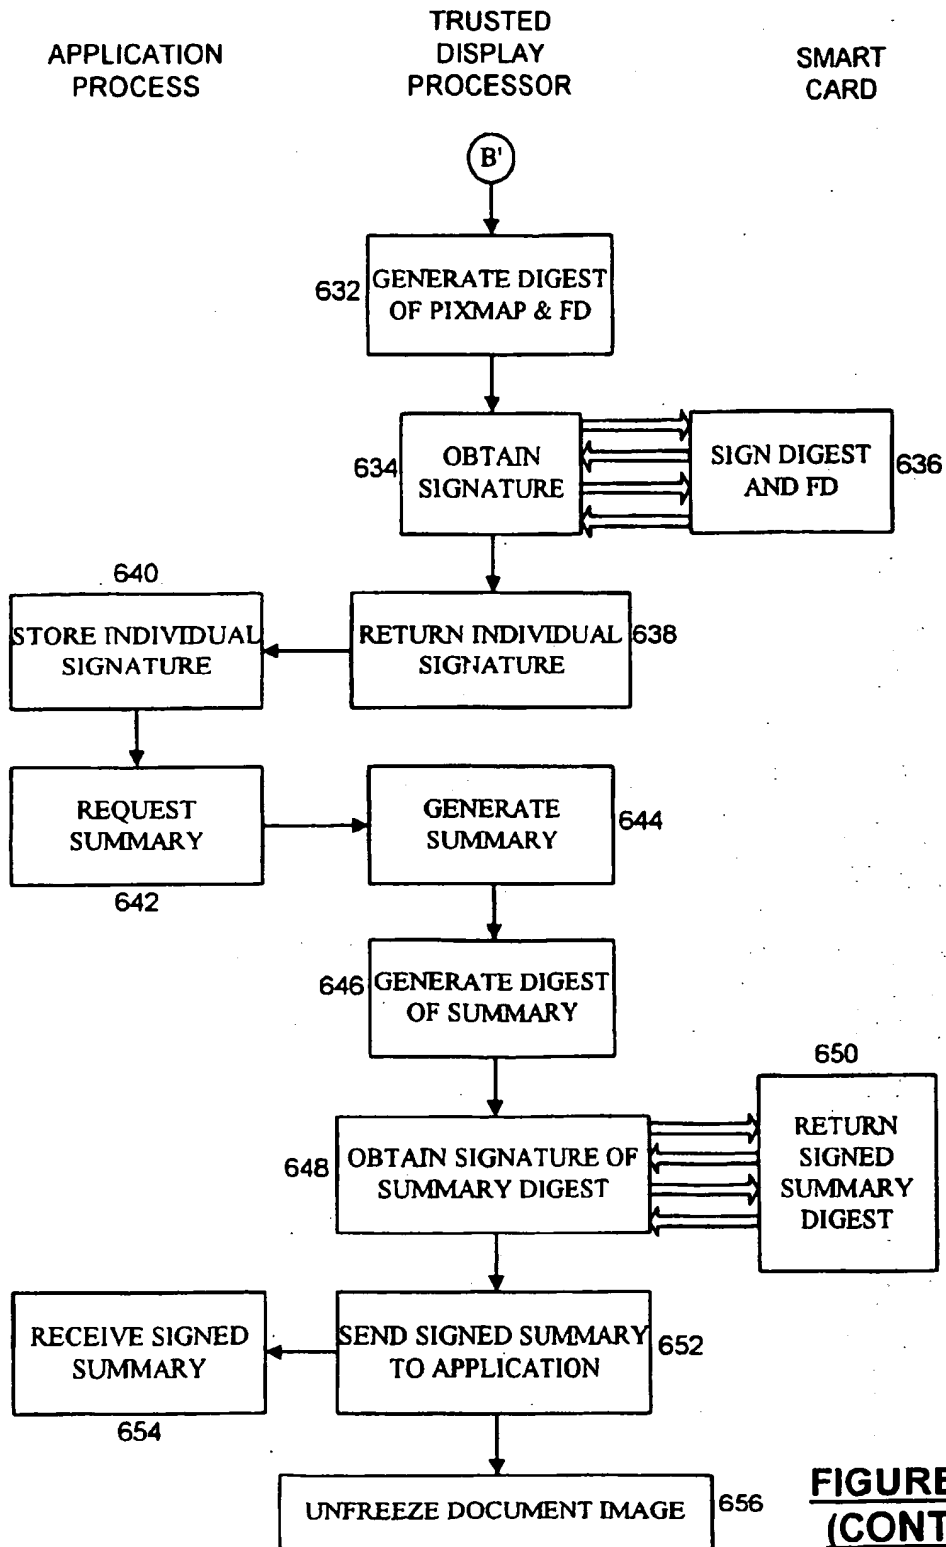 APPLICATION
PROCESS
TRUSTED
DISPLAY
PROCESSOR
SMART
CARD
B'
632
GENERATE DIGEST
OF PIXMAP & FD
634
OBTAIN
SIGNATURE
SIGN DIGEST
AND FD
636
640
STORE INDIVIDUAL
SIGNATURE
RETURN INDIVIDUAL
SIGNATURE
638
REQUEST
SUMMARY
642
GENERATE
SUMMARY
644
646
GENERATE DIGEST
OF SUMMARY
650
648
OBTAIN SIGNATURE OF
SUMMARY DIGEST
RETURN
SIGNED
SUMMARY
DIGEST
RECEIVE SIGNED
SUMMARY
654
SEND SIGNED SUMMARY
TO APPLICATION
652
UNFREEZE DOCUMENT IMAGE
656
FIGURE
(CONT